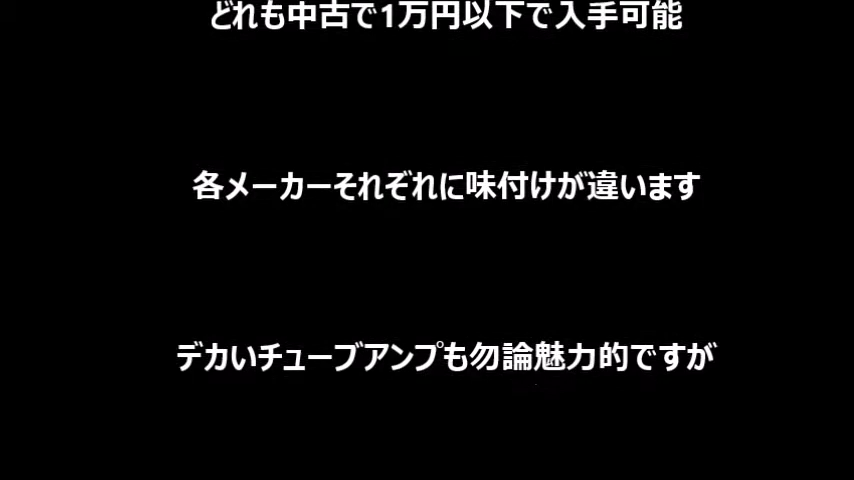 どれも中古で1万円以下で入手可能
各メーカーそれぞれに味付けが違います
デカいチューブアンプも勿論魅力的ですが